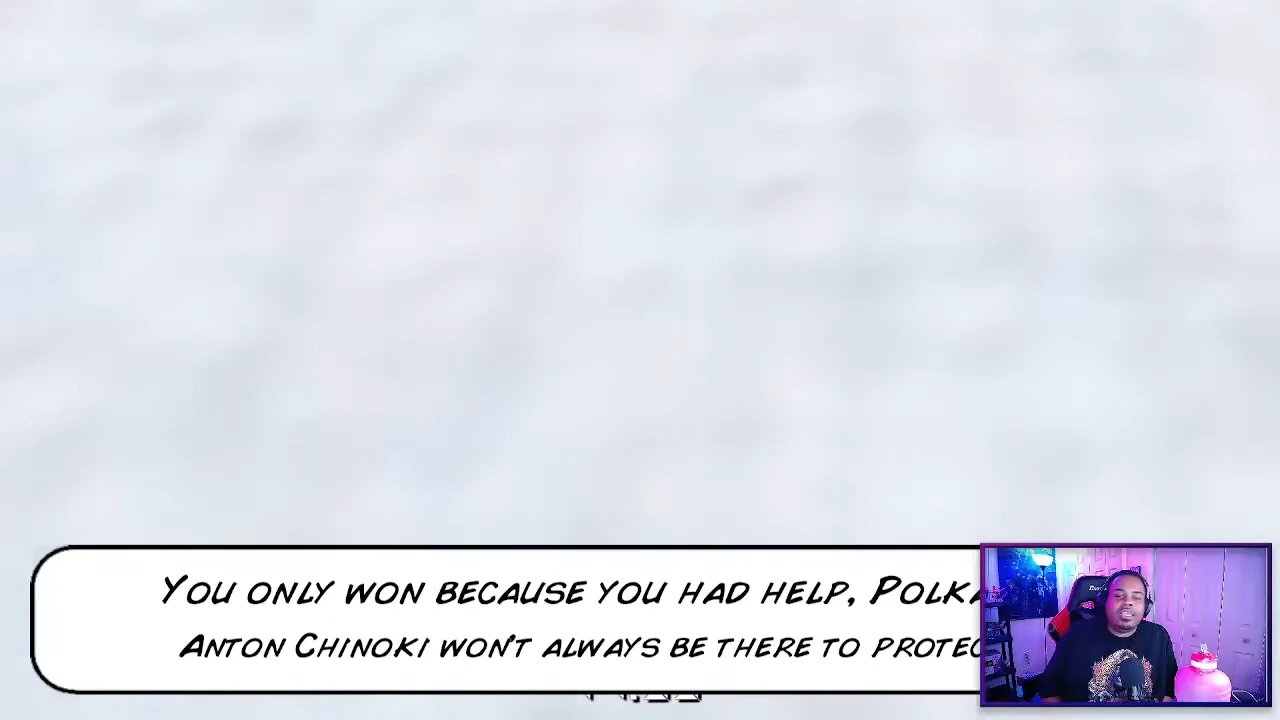 You only won because you had help, Polka
Anton Chinoki won't always be there to protec